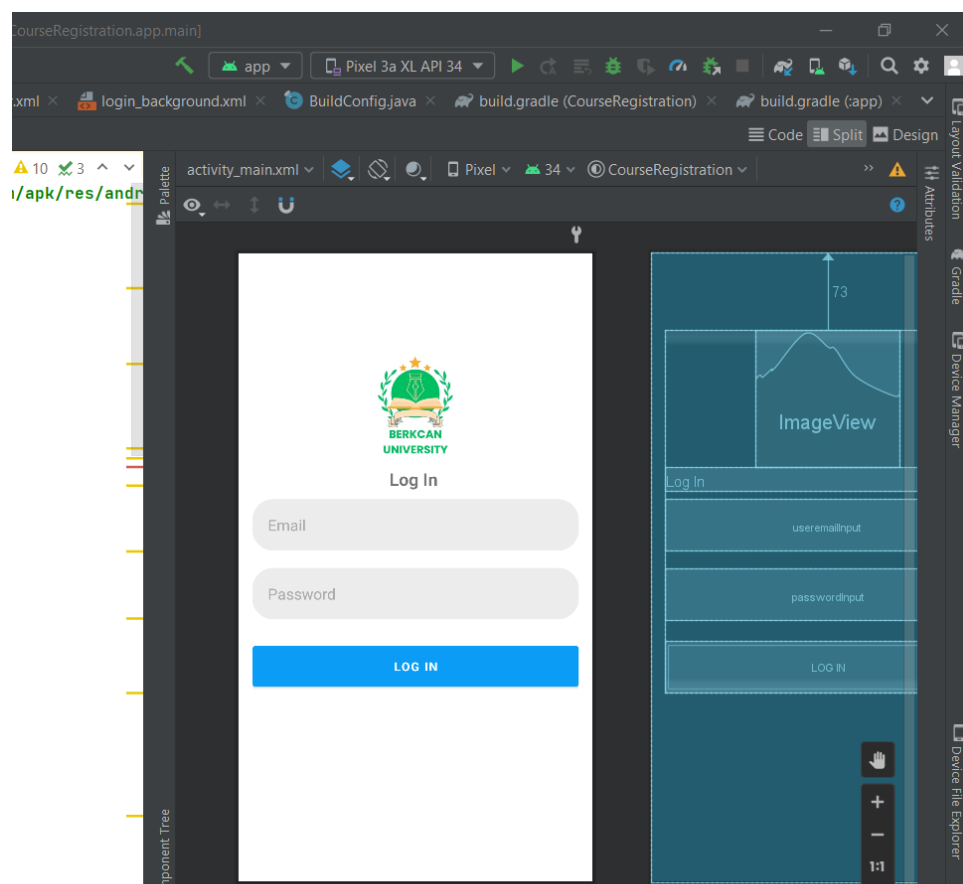 CourseRegistration.app.main]
app
Pixel 3a XL API 34
.xml
login_background.xml
BuildConfig.java
build.gradle (CourseRegistration)
build.gradle (:app)
Code
Split
Design
10
3
activity_main.xml
Pixel
34
CourseRegistration
/apk/res/andr
Palette
73
BERKCAN
UNIVERSITY
Log In
Email
Password
LOG IN
ImageView
Log In
useremailInput
passwordInput
LOG IN
1:1
ponent Tree
Attributes
Layout Validation
Gradle
Device Manager
Device File Explorer